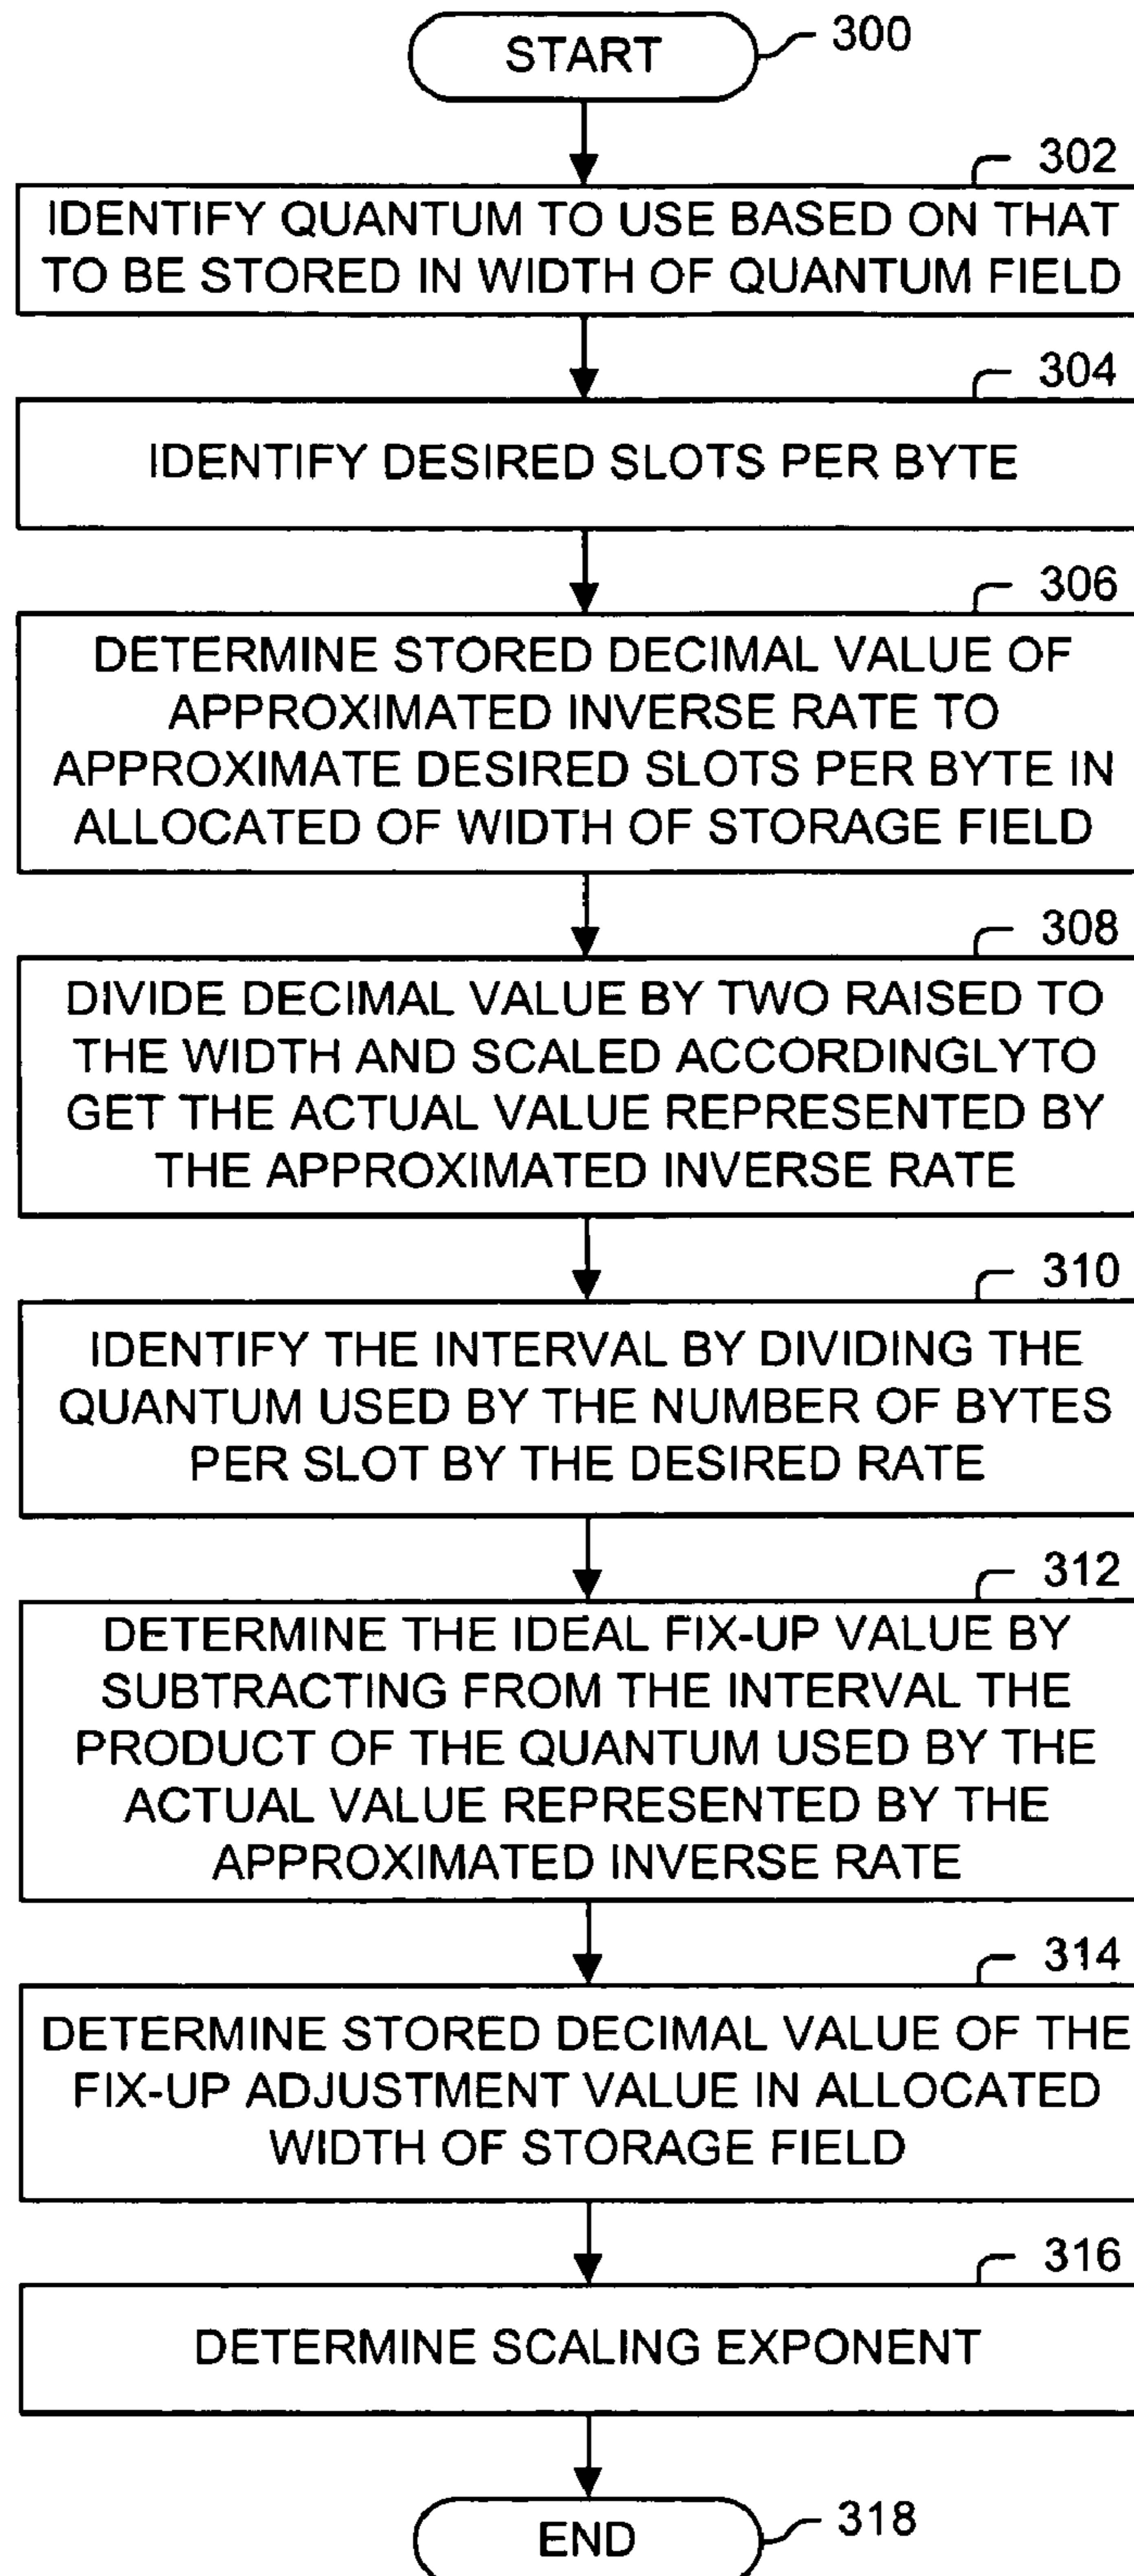 START
300
302
IDENTIFY QUANTUM TO USE BASED ON THAT
TO BE STORED IN WIDTH OF QUANTUM FIELD
304
IDENTIFY DESIRED SLOTS PER BYTE
306
DETERMINE STORED DECIMAL VALUE OF
APPROXIMATED INVERSE RATE TO
APPROXIMATE DESIRED SLOTS PER BYTE IN
ALLOCATED OF WIDTH OF STORAGE FIELD
308
DIVIDE DECIMAL VALUE BY TWO RAISED TO
THE WIDTH AND SCALED ACCORDINGLYTO
GET THE ACTUAL VALUE REPRESENTED BY
THE APPROXIMATED INVERSE RATE
310
IDENTIFY THE INTERVAL BY DIVIDING THE
QUANTUM USED BY THE NUMBER OF BYTES
PER SLOT BY THE DESIRED RATE
312
DETERMINE THE IDEAL FIX-UP VALUE BY
SUBTRACTING FROM THE INTERVAL THE
PRODUCT OF THE QUANTUM USED BY THE
ACTUAL VALUE REPRESENTED BY THE
APPROXIMATED INVERSE RATE
314
DETERMINE STORED DECIMAL VALUE OF THE
FIX-UP ADJUSTMENT VALUE IN ALLOCATED
WIDTH OF STORAGE FIELD
316
DETERMINE SCALING EXPONENT
END
318